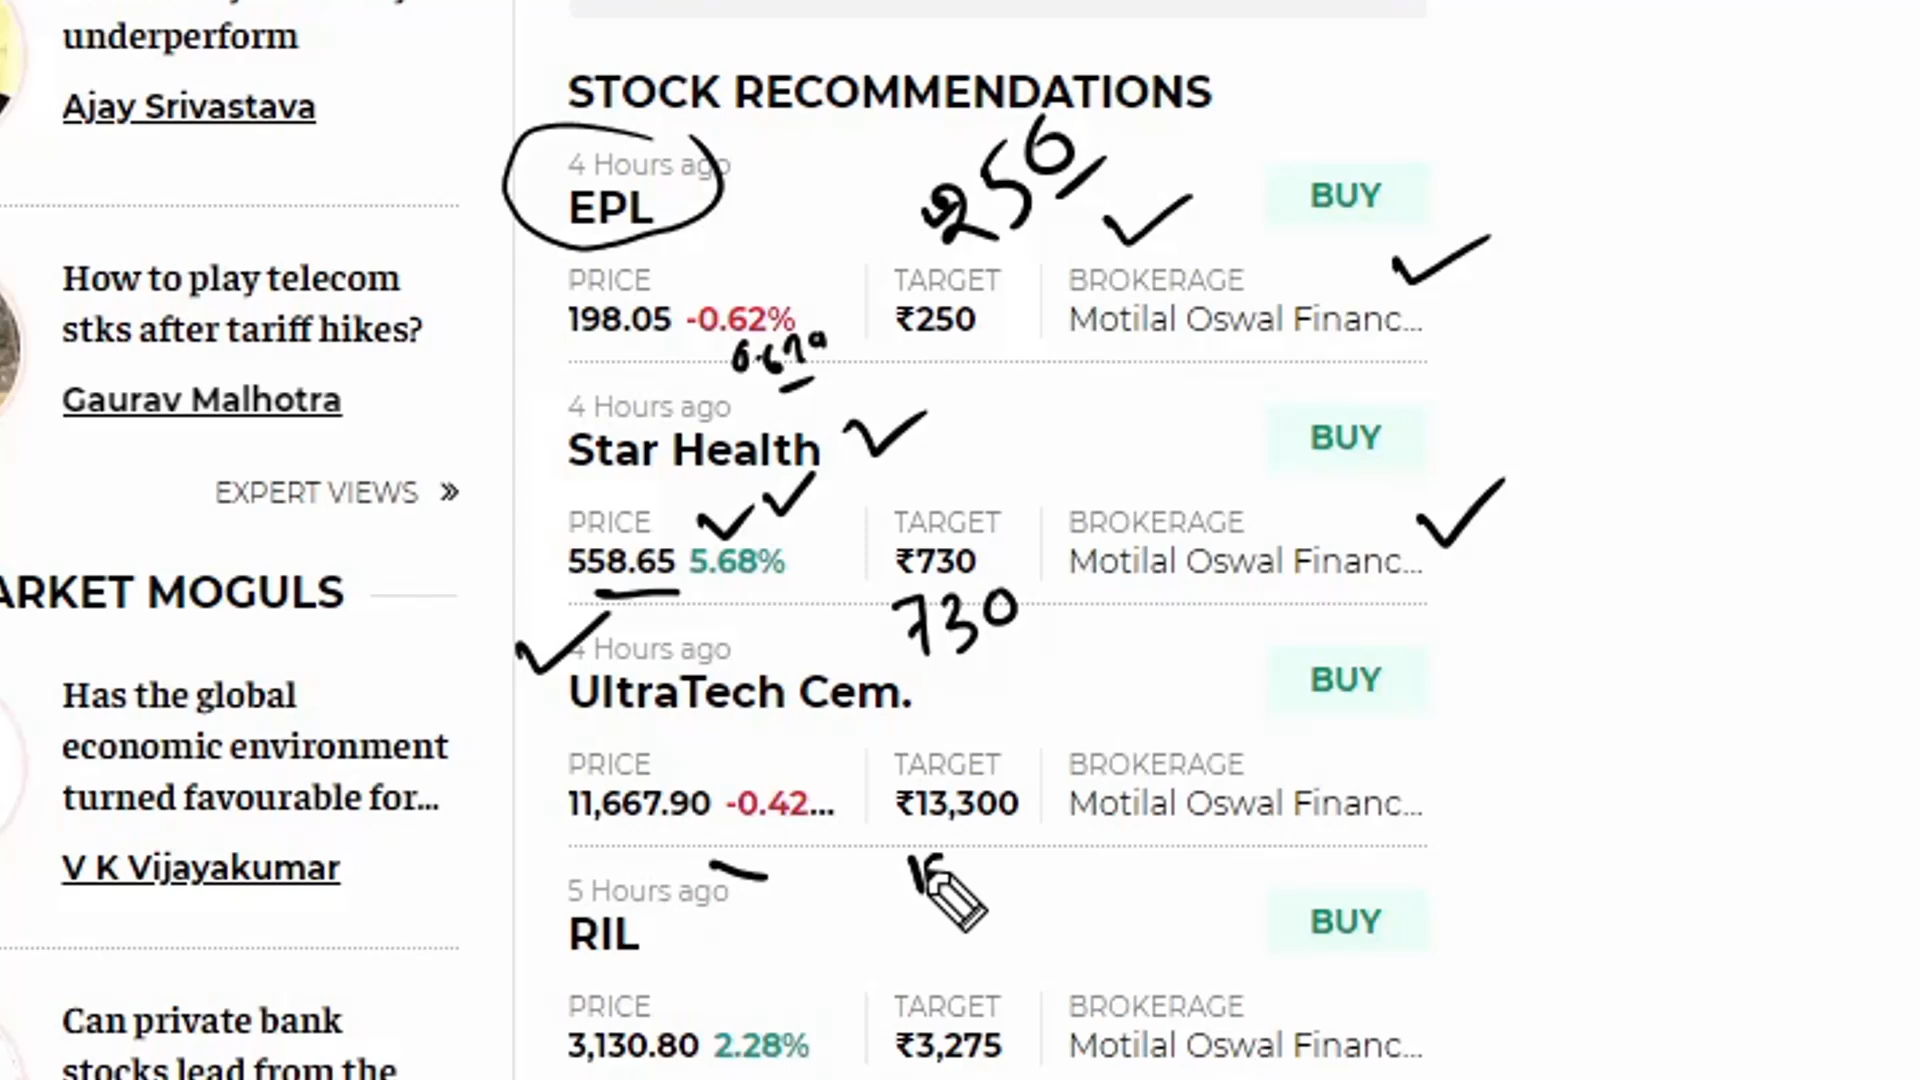 underperform
Ajay Srivastava
How to play telecom
stks after tariff hikes?
Gaurav Malhotra
EXPERT VIEWS »
ARKET MOGULS
Has the global
economic environment
turned favourable for...
V K Vijayakumar
Can private bank
stocks lead from the
STOCK RECOMMENDATIONS
4 Hours ago
EPL
256
BUY
PRICE
198.05 -0.62%
TARGET
₹250
BROKERAGE
Motilal Oswal Financ...
4 Hours ago
Star Health
BUY
PRICE
558.65 5.68%
TARGET
₹730
BROKERAGE
Motilal Oswal Financ...
730
4 Hours ago
UltraTech Cem.
BUY
PRICE
11,667.90 -0.42...
TARGET
₹13,300
BROKERAGE
Motilal Oswal Financ...
5 Hours ago
RIL
BUY
PRICE
3,130.80 2.28%
TARGET
₹3,275
BROKERAGE
Motilal Oswal Financ...